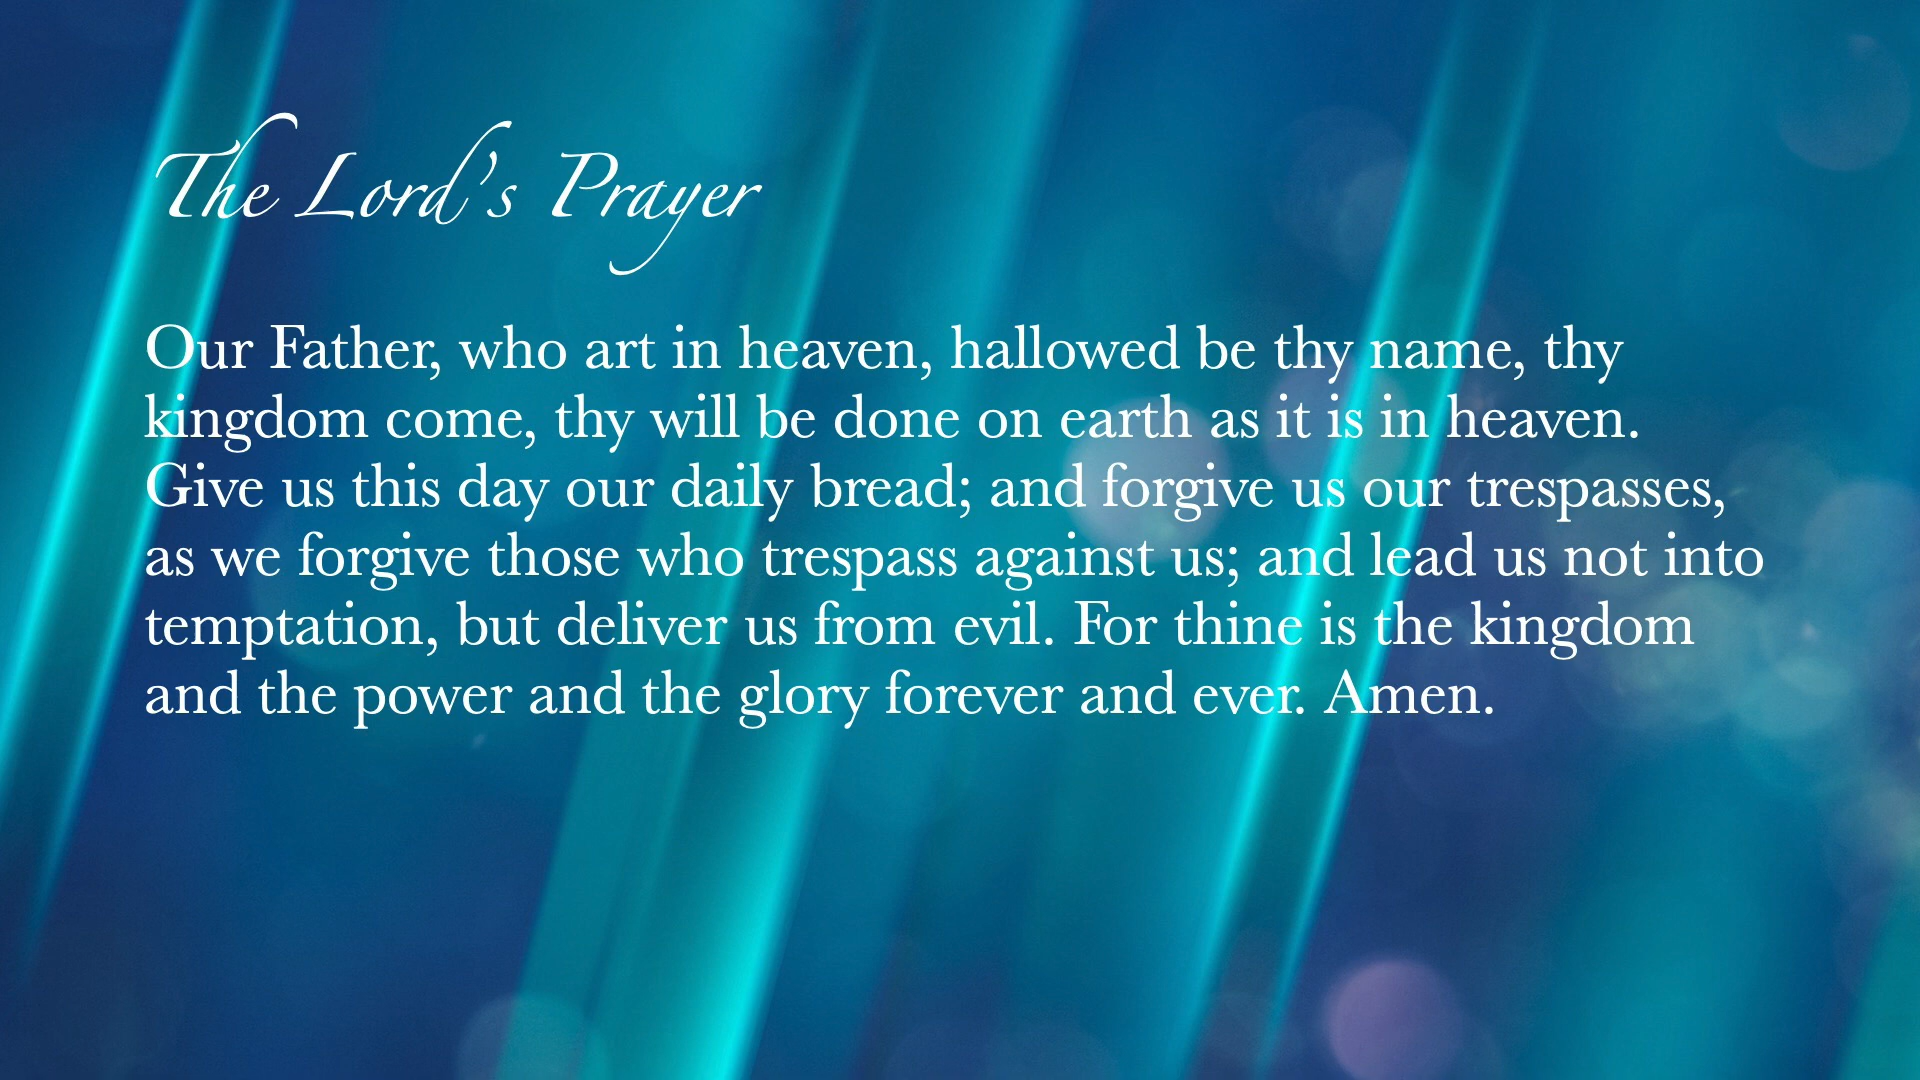 The Lord’s Prayer
Our Father, who art in heaven, hallowed be thy name, thy
kingdom come, thy will be done on earth as it is in heaven.
Give us this day our daily bread; and forgive us our trespasses,
as we forgive those who trespass against us; and lead us not into
temptation, but deliver us from evil. For thine is the kingdom
and the power and the glory forever and ever. Amen.